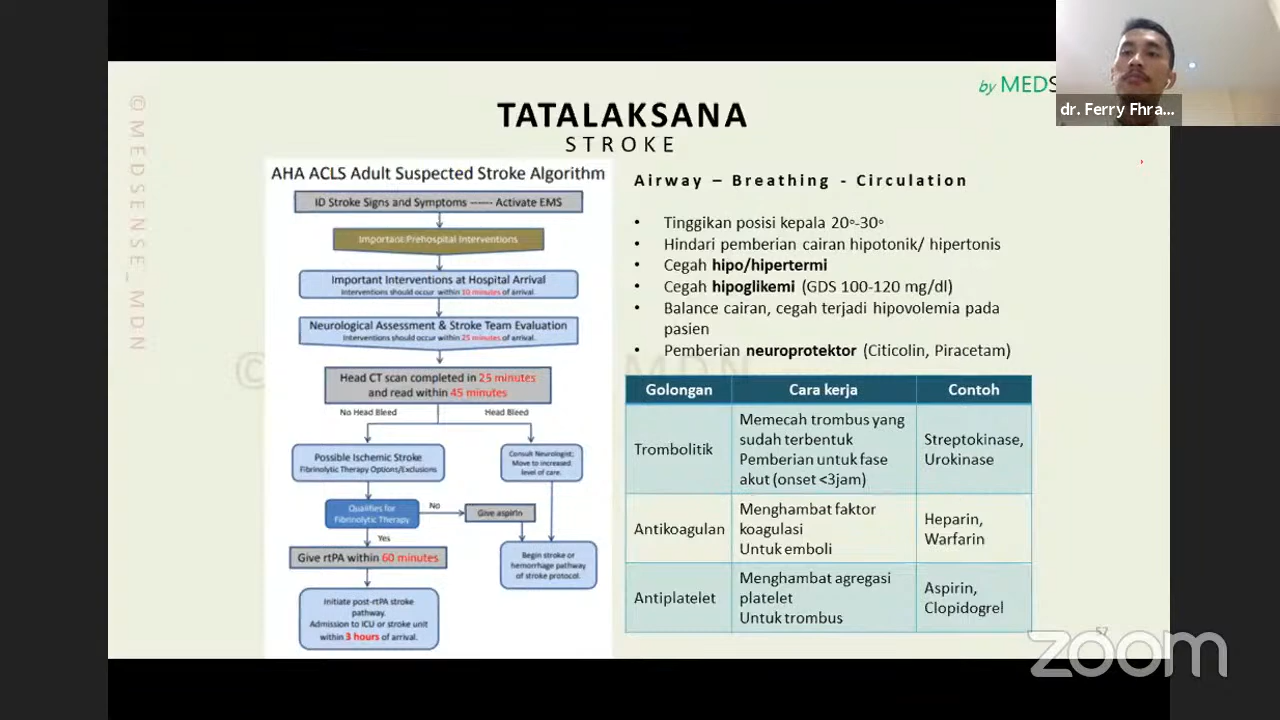 by MEDS
dr. Ferry Fhra...
©MEDSENSE_MDN
TATALAKSANA
STROKE
AHA ACLS Adult Suspected Stroke Algorithm
ID Stroke Signs and Symptoms ------ Activate EMS
Important Prehospital Interventions
Important Interventions at Hospital Arrival
Interventions should occur within 10 minutes of arrival.
Neurological Assessment & Stroke Team Evaluation
Interventions should occur within 25 minutes of arrival.
Head CT scan completed in 25 minutes
and read within 45 minutes
No Head Bleed
Head Bleed
Possible Ischemic Stroke
Fibrinolytic Therapy Options/Exclusions
Consult Neurologist;
Move to increased
level of care.
Qualifies for
Fibrinolytic Therapy
No
Give aspirin
Yes
Give rtPA within 60 minutes
Begin stroke or
hemorrhage pathway
of stroke protocol.
Initiate post-rtPA stroke
pathway.
Admission to ICU or stroke unit
within 3 hours of arrival.
Airway – Breathing - Circulation
• Tinggikan posisi kepala 20°-30°
• Hindari pemberian cairan hipotonik/ hipertonis
• Cegah hipo/hipertermi
• Cegah hipoglikemi (GDS 100-120 mg/dl)
• Balance cairan, cegah terjadi hipovolemia pada
pasien
• Pemberian neuroprotektor (Citicolin, Piracetam)
Golongan
Cara kerja
Contoh
Trombolitik
Memecah trombus yang
sudah terbentuk
Pemberian untuk fase
akut (onset <3jam)
Streptokinase,
Urokinase
Antikoagulan
Menghambat faktor
koagulasi
Untuk emboli
Heparin,
Warfarin
Antiplatelet
Menghambat agregasi
platelet
Untuk trombus
Aspirin,
Clopidogrel
57
zoom